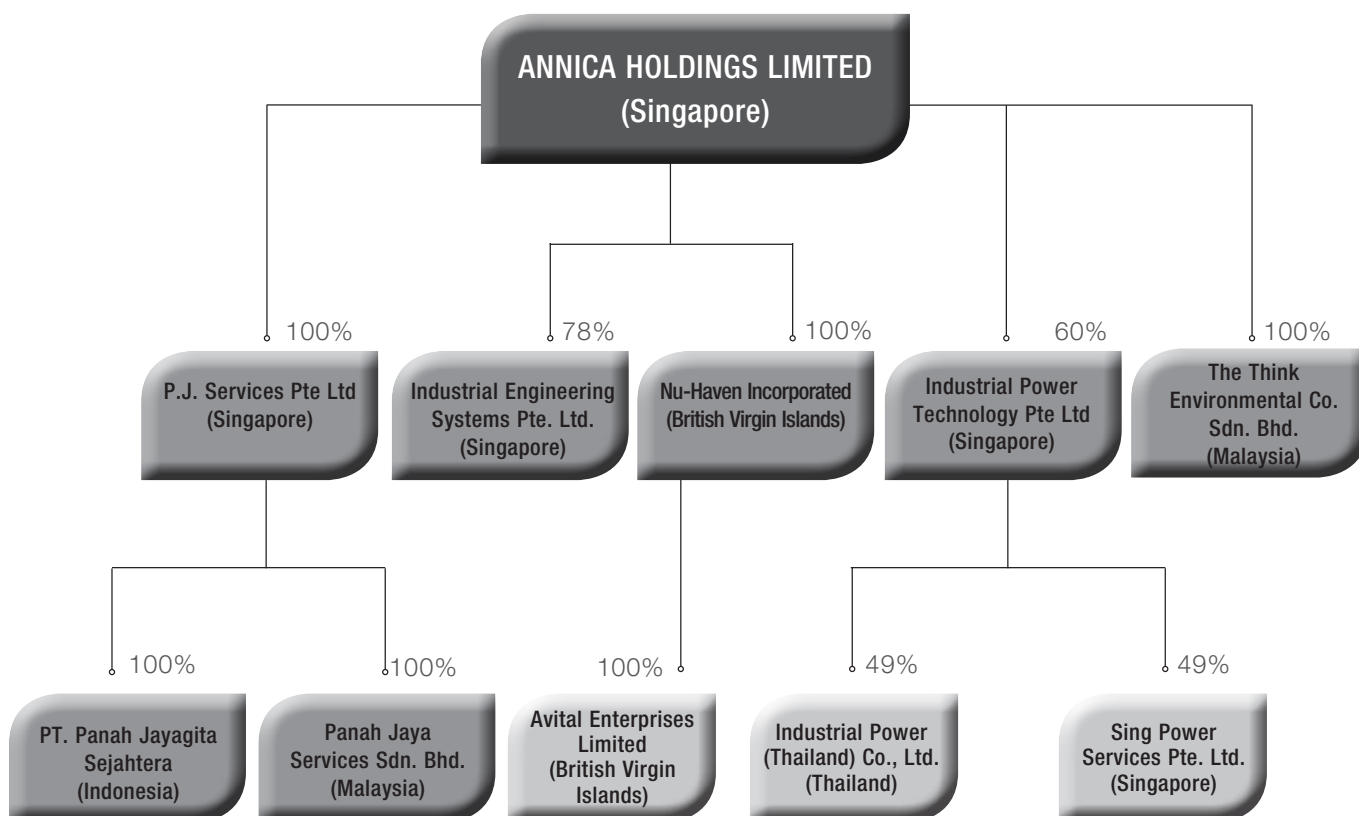 ANNICA HOLDINGS LIMITED
(Singapore)
100%
78%
100%
60%
100%
P.J. Services Pte Ltd
(Singapore)
Industrial Engineering
Systems Pte. Ltd.
(Singapore)
Nu-Haven Incorporated
(British Virgin Islands)
Industrial Power
Technology Pte Ltd
(Singapore)
The Think
Environmental Co.
Sdn. Bhd.
(Malaysia)
100%
100%
100%
49%
49%
PT. Panah Jayagita
Sejahtera
(Indonesia)
Panah Jaya
Services Sdn. Bhd.
(Malaysia)
Avital Enterprises
Limited
(British Virgin
Islands)
Industrial Power
(Thailand) Co., Ltd.
(Thailand)
Sing Power
Services Pte. Ltd.
(Singapore)